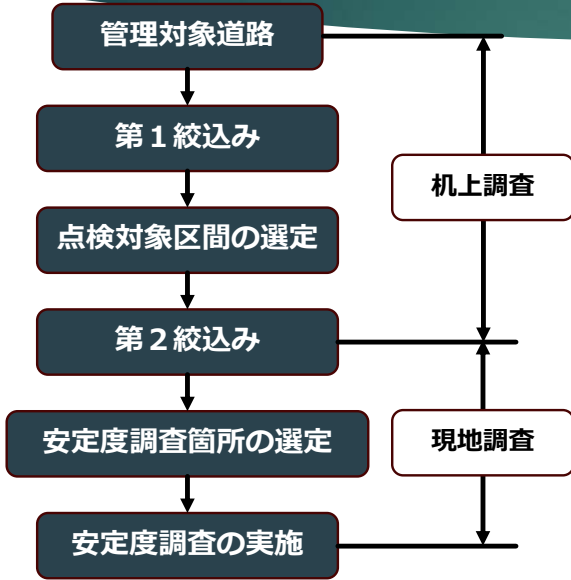 管理対象道路
第１絞込み
机上調査
点検対象区間の選定
第２絞込み
安定度調査箇所の選定
現地調査
安定度調査の実施